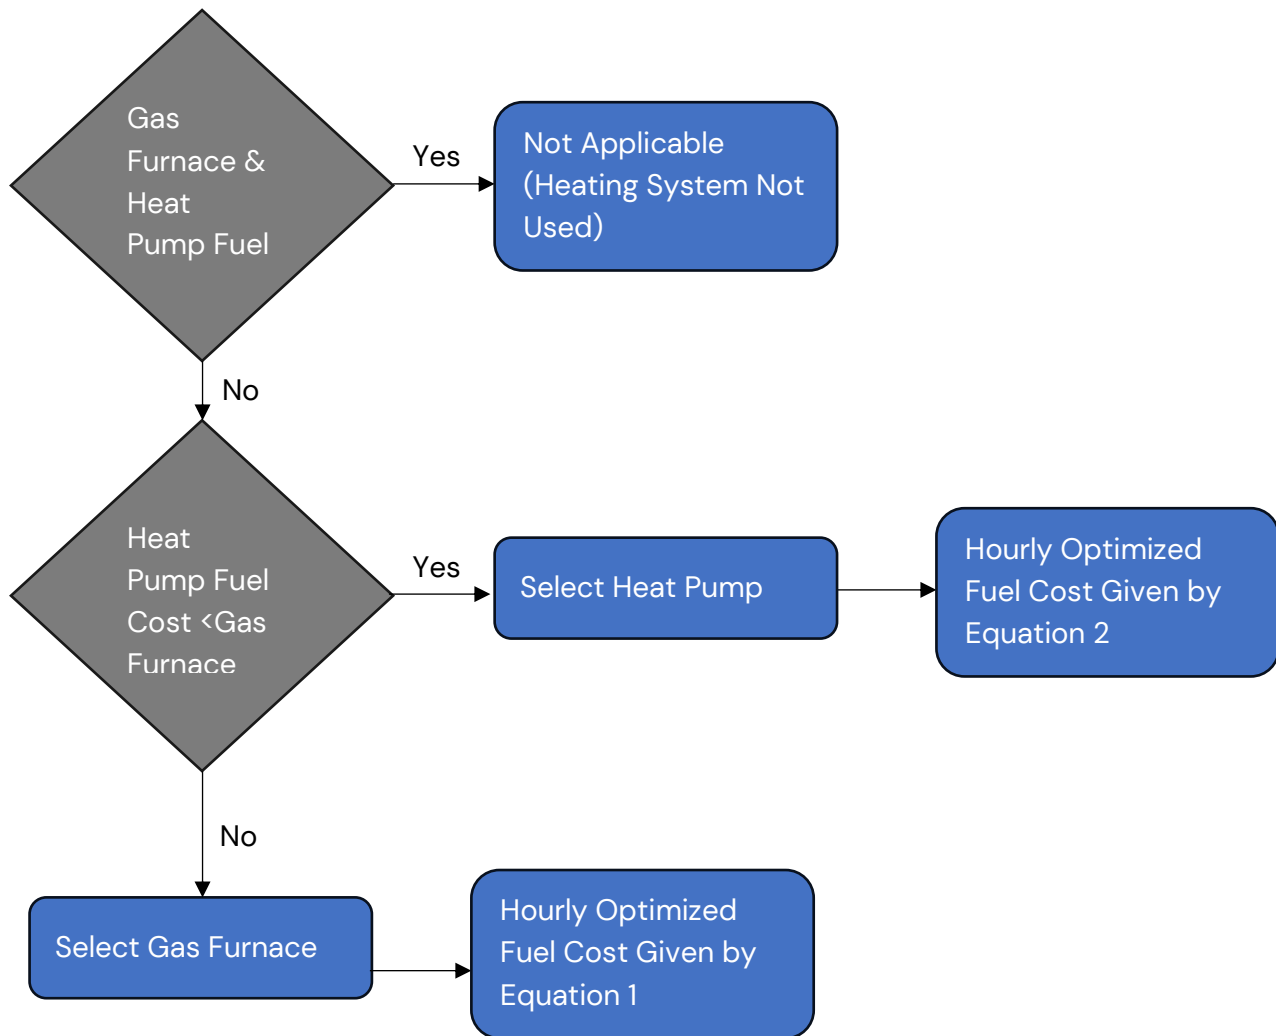 Gas
Furnace &
Heat
Pump Fuel
Yes
Not Applicable
(Heating System Not
Used)
No
Heat
Pump Fuel
Cost <Gas
Furnace
Yes
Select Heat Pump
Hourly Optimized
Fuel Cost Given by
Equation 2
No
Select Gas Furnace
Hourly Optimized
Fuel Cost Given by
Equation 1